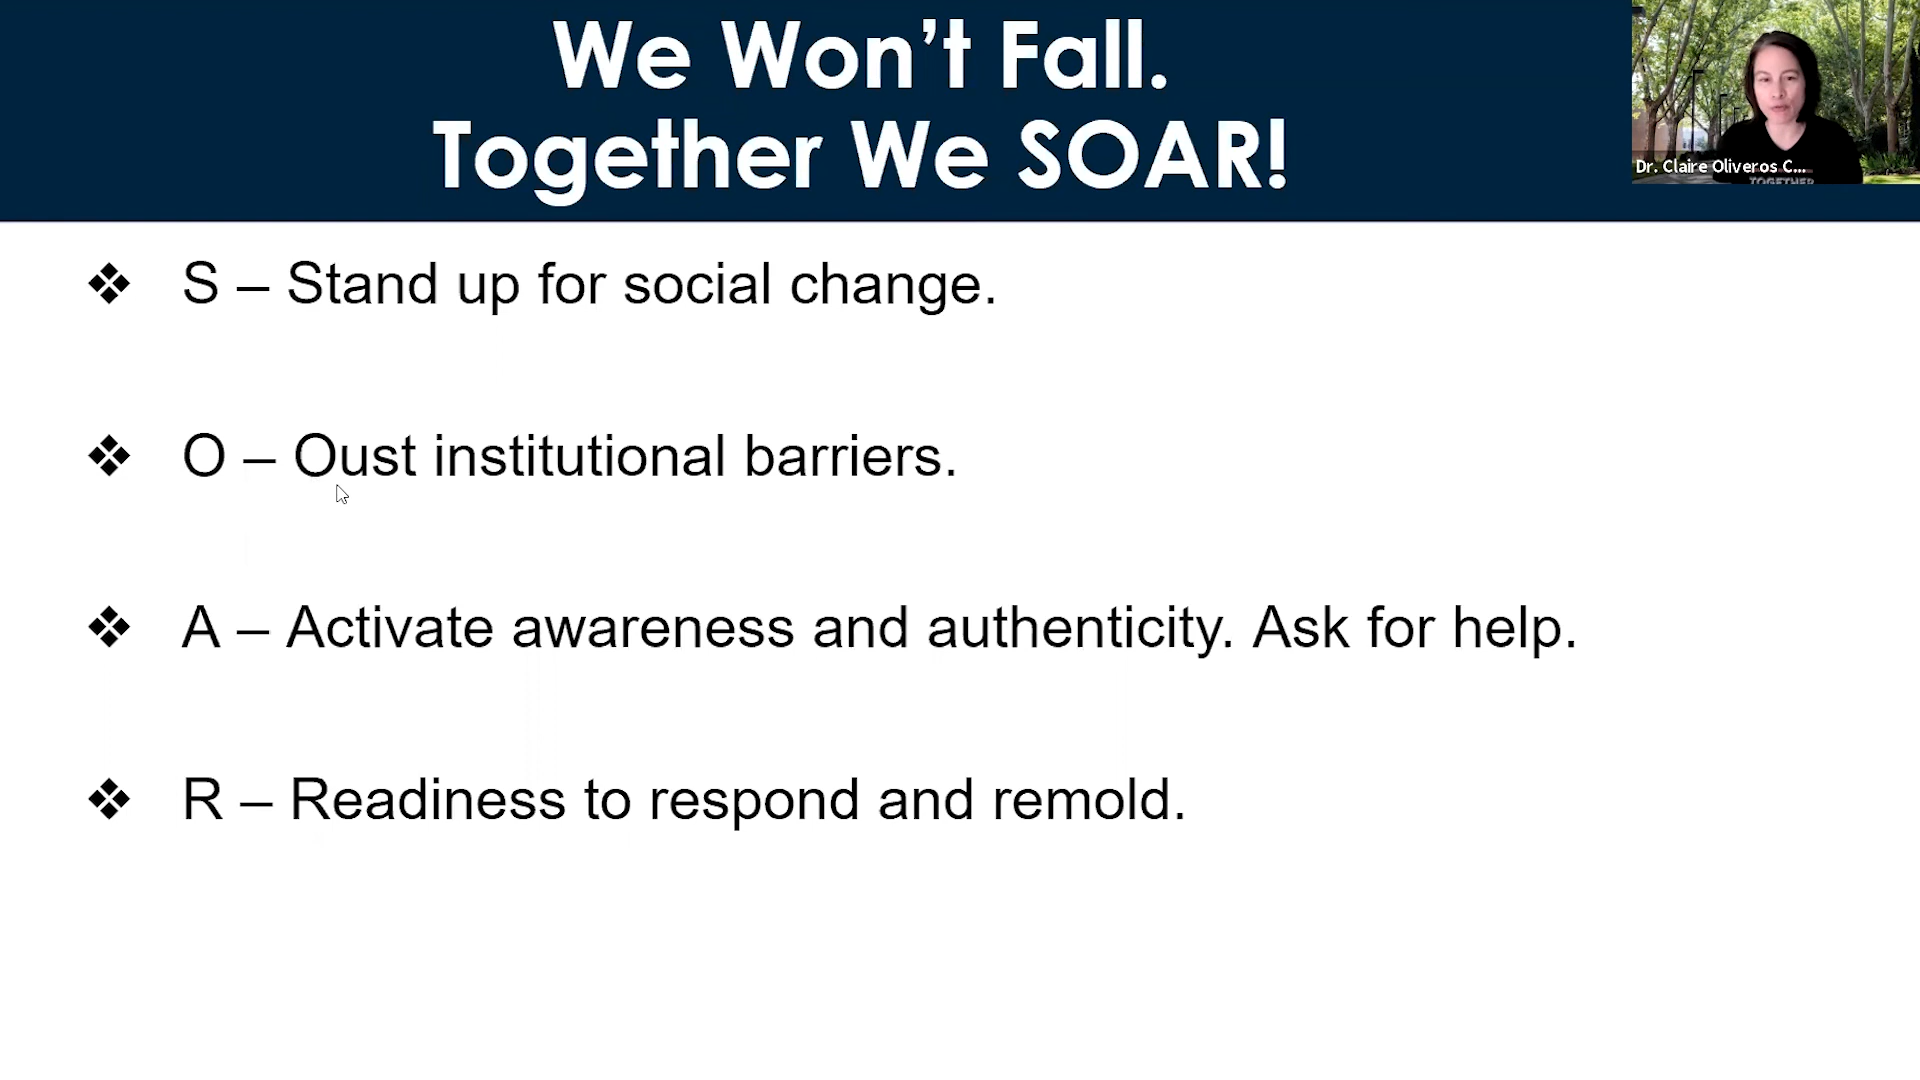 We Won’t Fall.
Together We SOAR!
Dr. Claire Oliveros C...
TOGETHER
❖ S – Stand up for social change.
❖ O – Oust institutional barriers.
❖ A – Activate awareness and authenticity. Ask for help.
❖ R – Readiness to respond and remold.